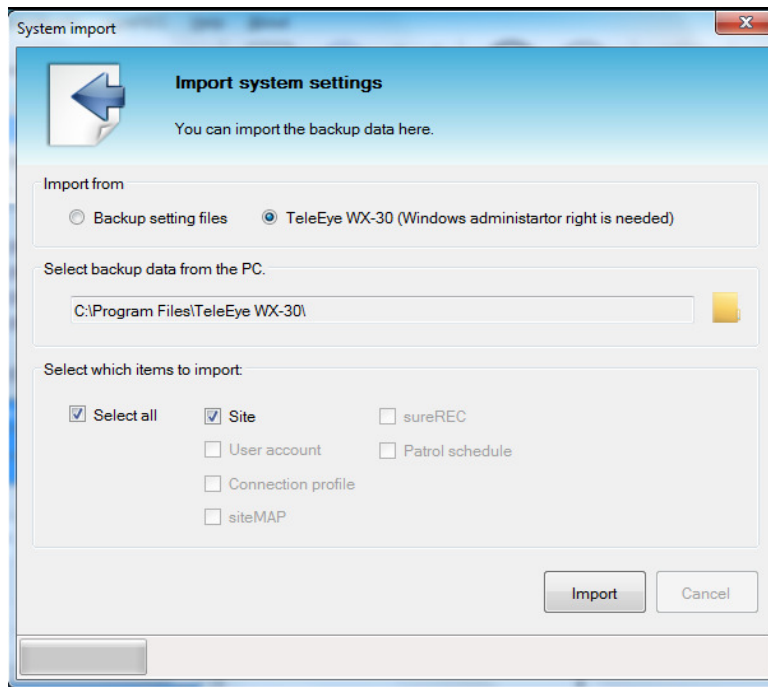 System import
Import system settings
You can import the backup data here.
Import from
Backup setting files TeleEye WX-30 (Windows administartor right is needed)
Select backup data from the PC.
C:\Program Files\TeleEye WX-30\
Select which items to import:
Select all Site sureREC
User account Patrol schedule
Connection profile
siteMAP
Import Cancel